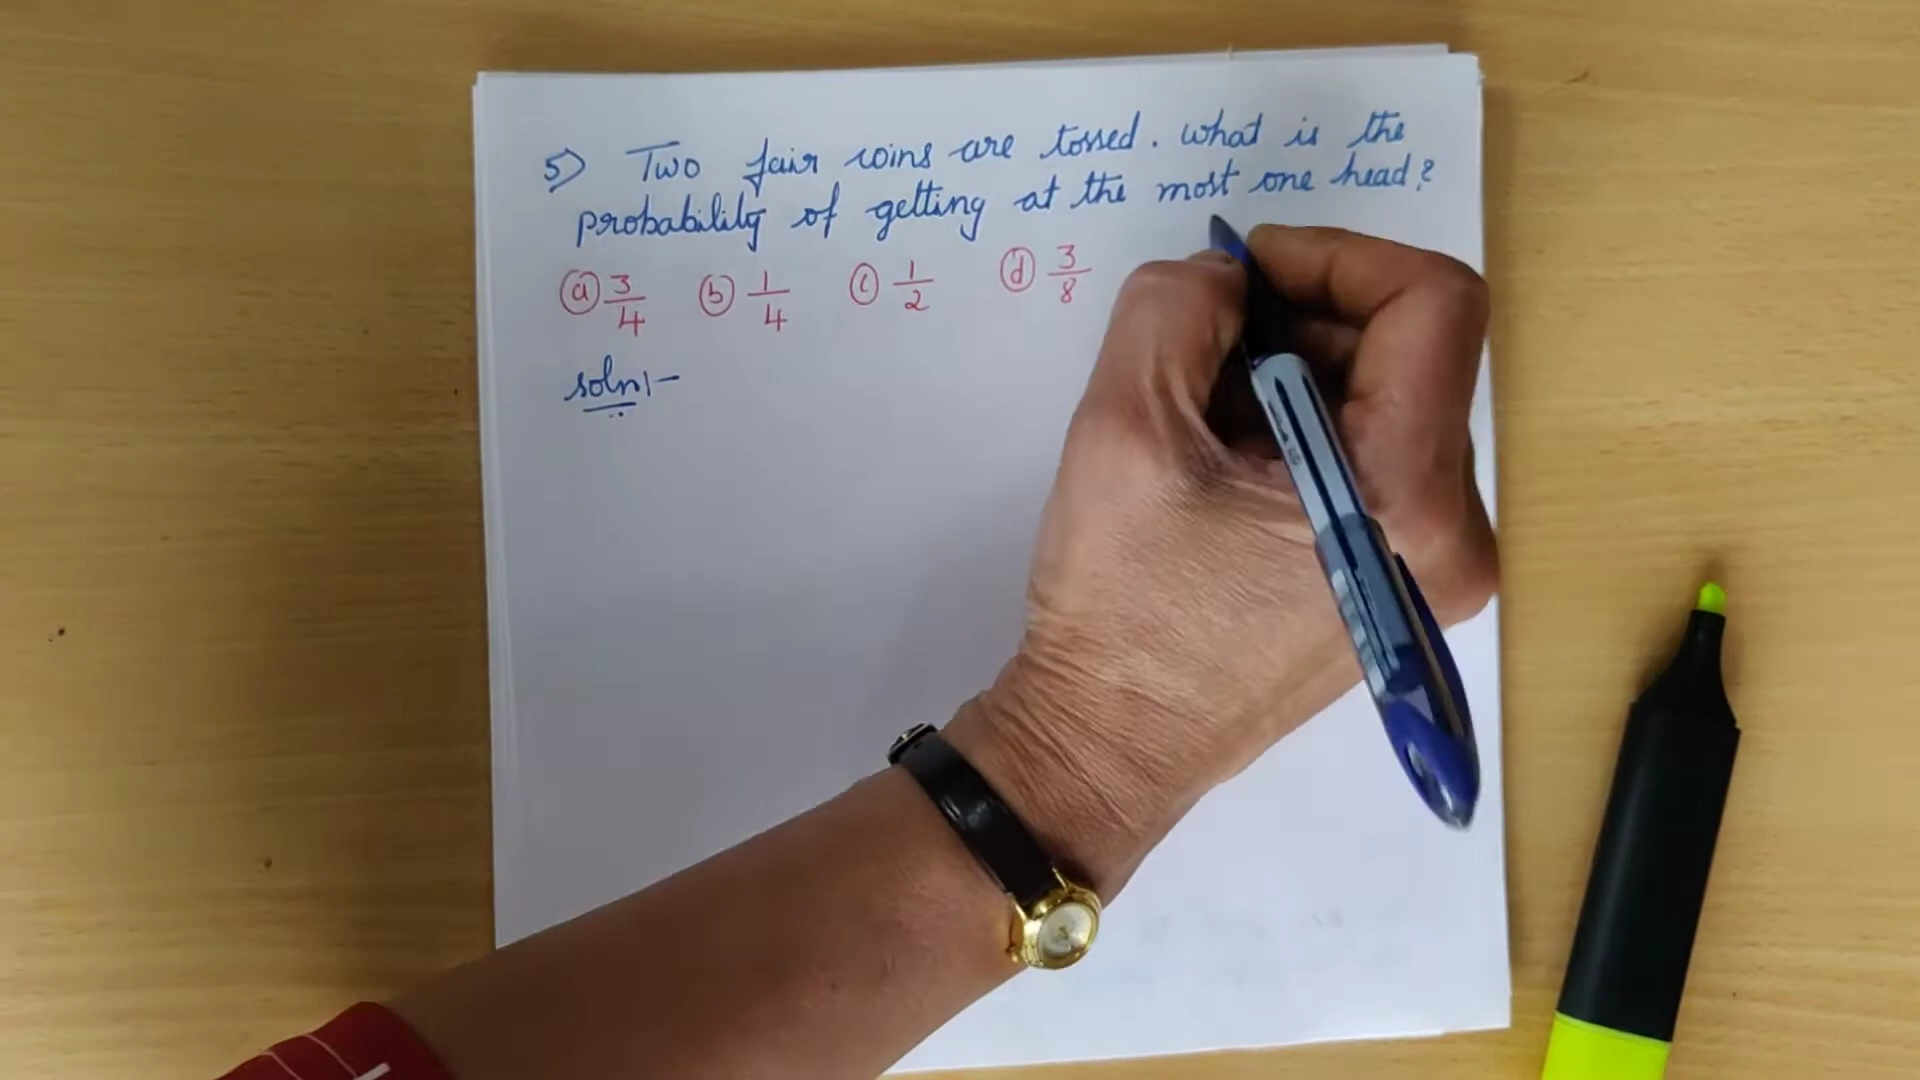 5) Two fair coins are tossed. What is the
probability of getting at the most one head?
(a) 3/4 (b) 1/4 (c) 1/2 (d) 3/8
soln:-